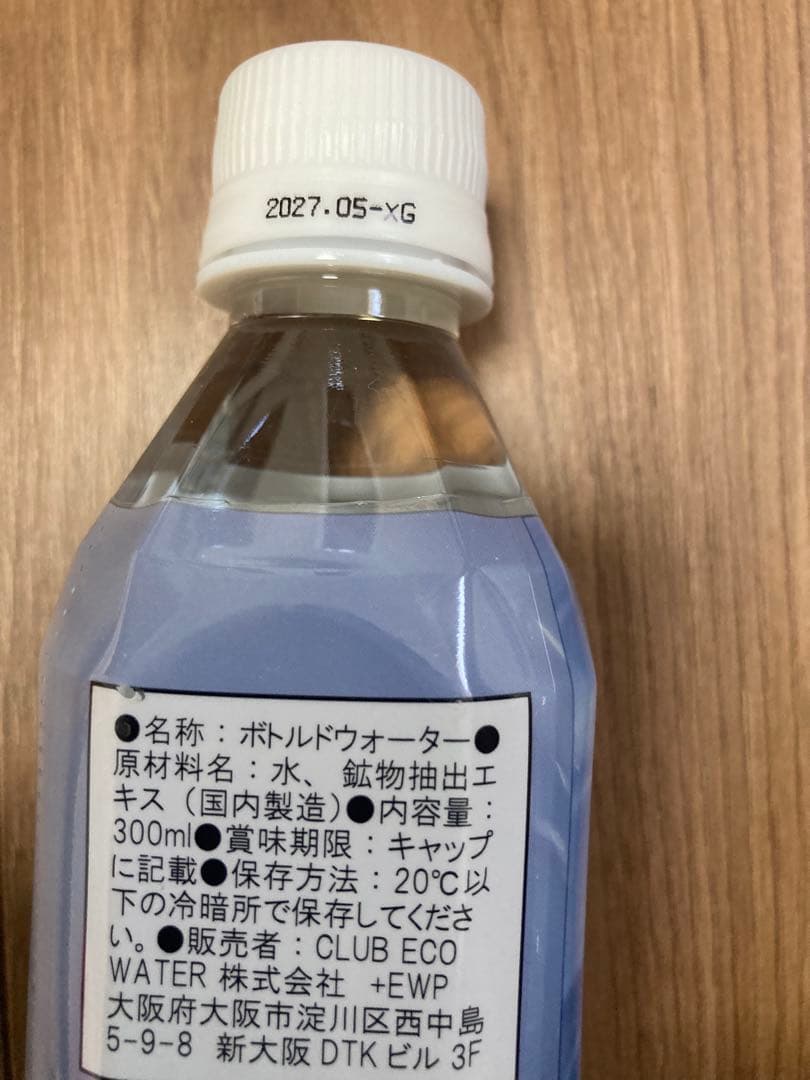 2027.05-XG
●名称：ボトルドウォーター●
原材料名：水、鉱物抽出エ
キス（国内製造）●内容量：
300ml●賞味期限：キャップ
に記載●保存方法：20℃以
下の冷暗所で保存してくださ
い。●販売者：CLUB ECO
WATER 株式会社 +EWP
大阪府大阪市淀川区西中島
5-9-8 新大阪 DTK ビル 3F